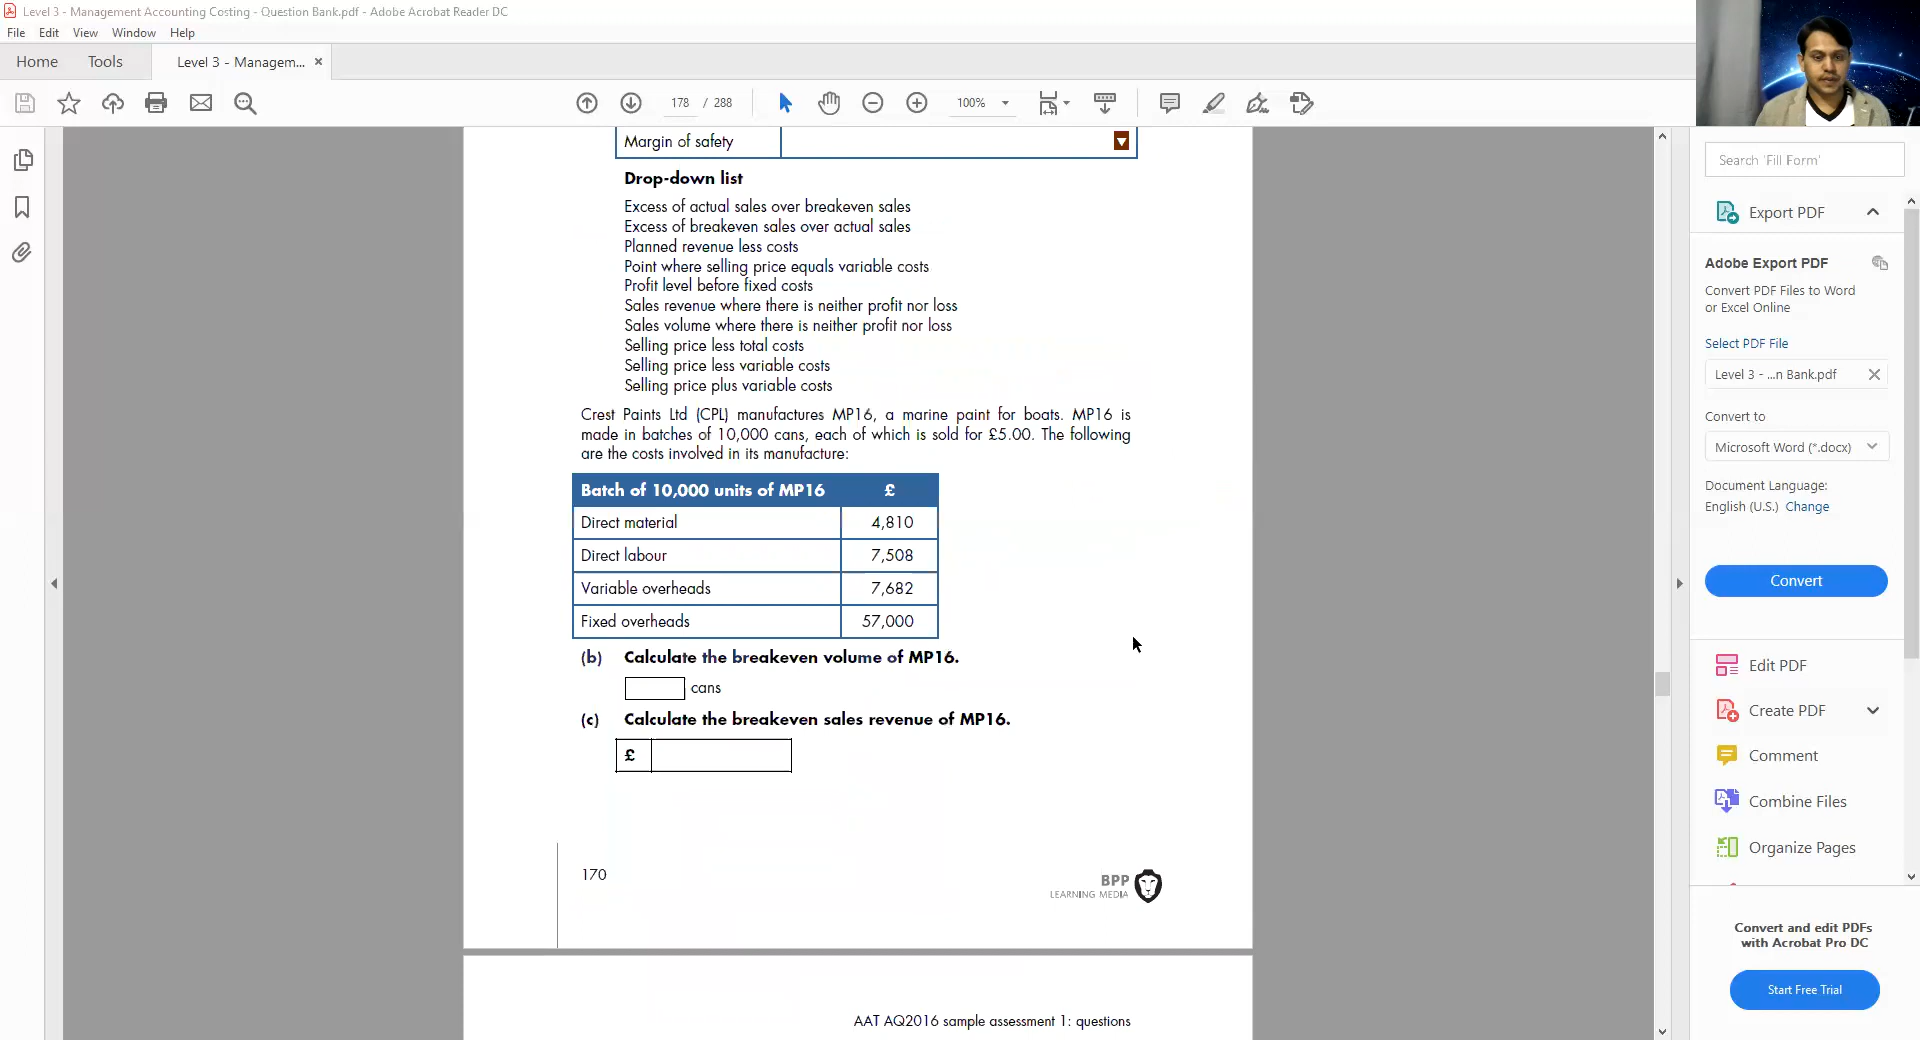 Level 3 - Management Accounting Costing - Question Bank.pdf - Adobe Acrobat Reader DC
File Edit View Window Help
Home Tools Level 3 - Managem... ×
178 / 288 100%
Margin of safety
Drop-down list
Excess of actual sales over breakeven sales
Excess of breakeven sales over actual sales
Planned revenue less costs
Point where selling price equals variable costs
Profit level before fixed costs
Sales revenue where there is neither profit nor loss
Sales volume where there is neither profit nor loss
Selling price less total costs
Selling price less variable costs
Selling price plus variable costs
Crest Paints Ltd (CPL) manufactures MP16, a marine paint for boats. MP16 is
made in batches of 10,000 cans, each of which is sold for £5.00. The following
are the costs involved in its manufacture:
Batch of 10,000 units of MP16 £
Direct material 4,810
Direct labour 7,508
Variable overheads 7,682
Fixed overheads 57,000
(b) Calculate the breakeven volume of MP16.
cans
(c) Calculate the breakeven sales revenue of MP16.
£
170
BPP
LEARNING MEDIA
AAT AQ2016 sample assessment 1: questions
Search 'Fill Form'
Export PDF
Adobe Export PDF
Convert PDF Files to Word
or Excel Online
Select PDF File
Level 3 - ...n Bank.pdf
Convert to
Microsoft Word (*.docx)
Document Language:
English (U.S.) Change
Convert
Edit PDF
Create PDF
Comment
Combine Files
Organize Pages
Convert and edit PDFs
with Acrobat Pro DC
Start Free Trial